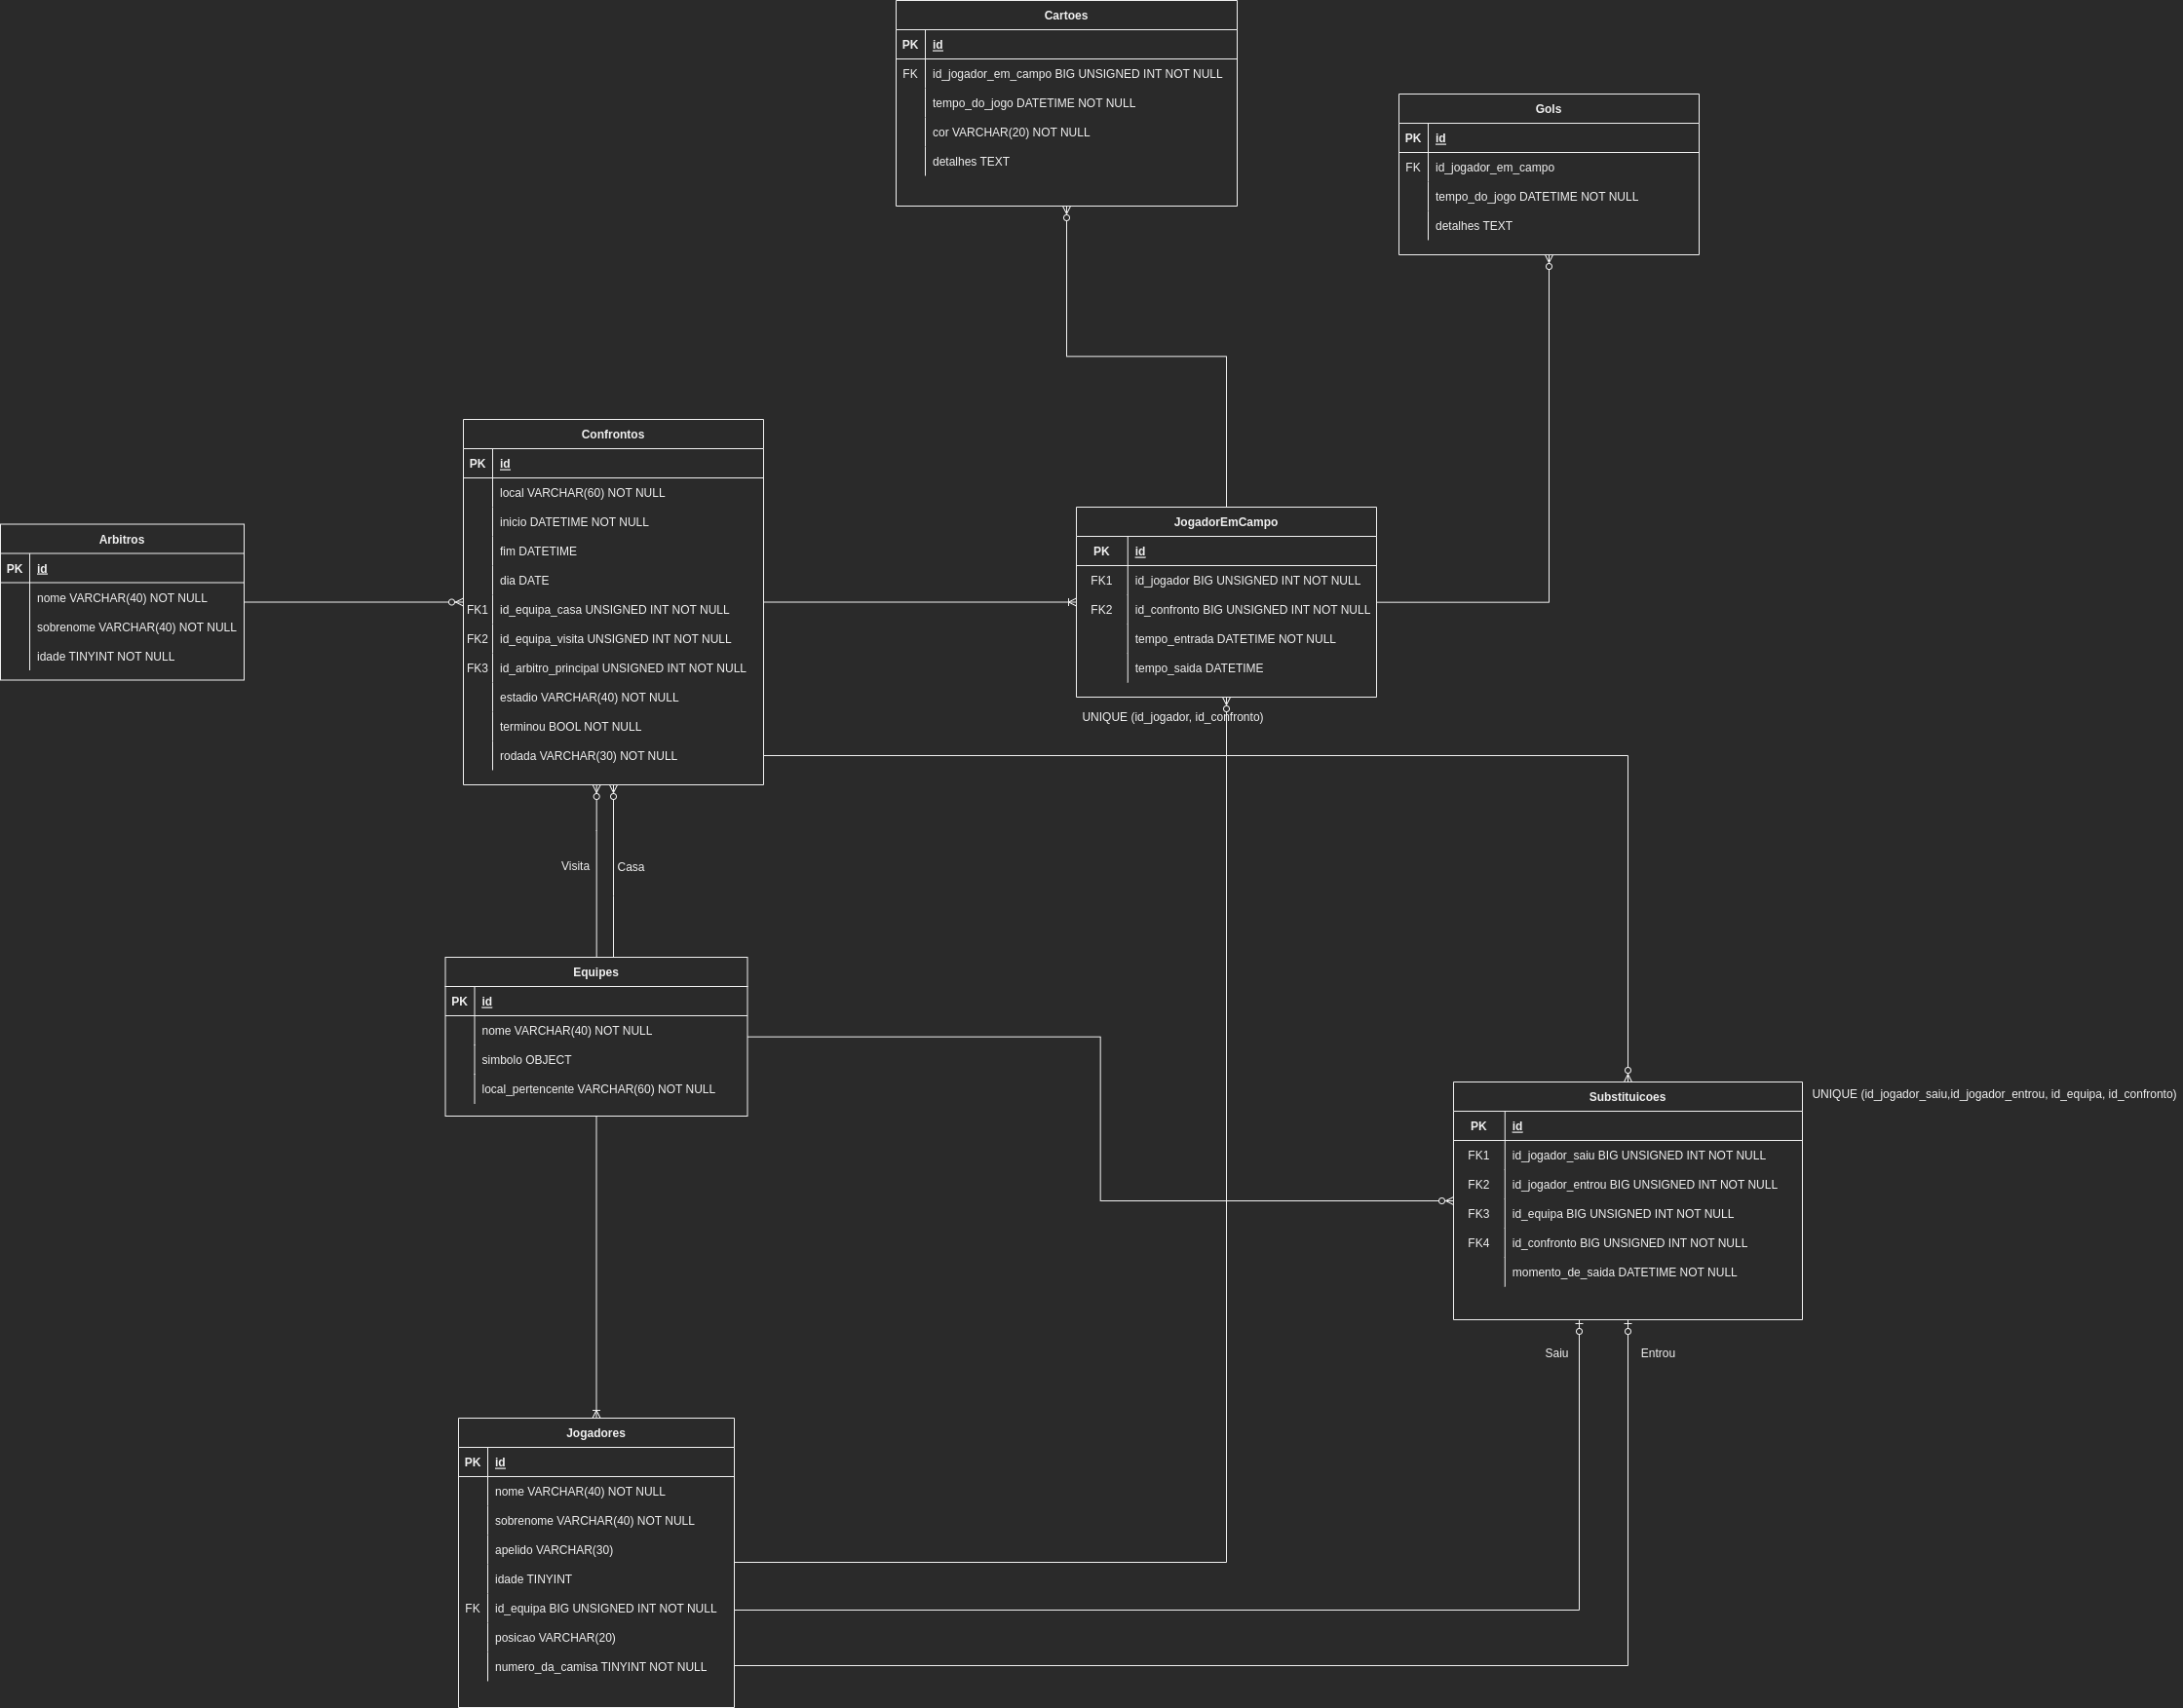 Cartoes
PK id
FK id_jogador_em_campo BIG UNSIGNED INT NOT NULL
tempo_do_jogo DATETIME NOT NULL
cor VARCHAR(20) NOT NULL
detalhes TEXT
Gols
PK id
FK id_jogador_em_campo
tempo_do_jogo DATETIME NOT NULL
detalhes TEXT
Confrontos
PK id
local VARCHAR(60) NOT NULL
inicio DATETIME NOT NULL
fim DATETIME
dia DATE
FK1 id_equipa_casa UNSIGNED INT NOT NULL
FK2 id_equipa_visita UNSIGNED INT NOT NULL
FK3 id_arbitro_principal UNSIGNED INT NOT NULL
estadio VARCHAR(40) NOT NULL
terminou BOOL NOT NULL
rodada VARCHAR(30) NOT NULL
Arbitros
PK id
nome VARCHAR(40) NOT NULL
sobrenome VARCHAR(40) NOT NULL
idade TINYINT NOT NULL
JogadorEmCampo
PK id
FK1 id_jogador BIG UNSIGNED INT NOT NULL
FK2 id_confronto BIG UNSIGNED INT NOT NULL
tempo_entrada DATETIME NOT NULL
tempo_saida DATETIME
UNIQUE (id_jogador, id_confronto)
Visita
Casa
Equipes
PK id
nome VARCHAR(40) NOT NULL
simbolo OBJECT
local_pertencente VARCHAR(60) NOT NULL
Substituicoes
PK id
FK1 id_jogador_saiu BIG UNSIGNED INT NOT NULL
FK2 id_jogador_entrou BIG UNSIGNED INT NOT NULL
FK3 id_equipa BIG UNSIGNED INT NOT NULL
FK4 id_confronto BIG UNSIGNED INT NOT NULL
momento_de_saida DATETIME NOT NULL
UNIQUE (id_jogador_saiu,id_jogador_entrou, id_equipa, id_confronto)
Saiu
Entrou
Jogadores
PK id
nome VARCHAR(40) NOT NULL
sobrenome VARCHAR(40) NOT NULL
apelido VARCHAR(30)
idade TINYINT
FK id_equipa BIG UNSIGNED INT NOT NULL
posicao VARCHAR(20)
numero_da_camisa TINYINT NOT NULL